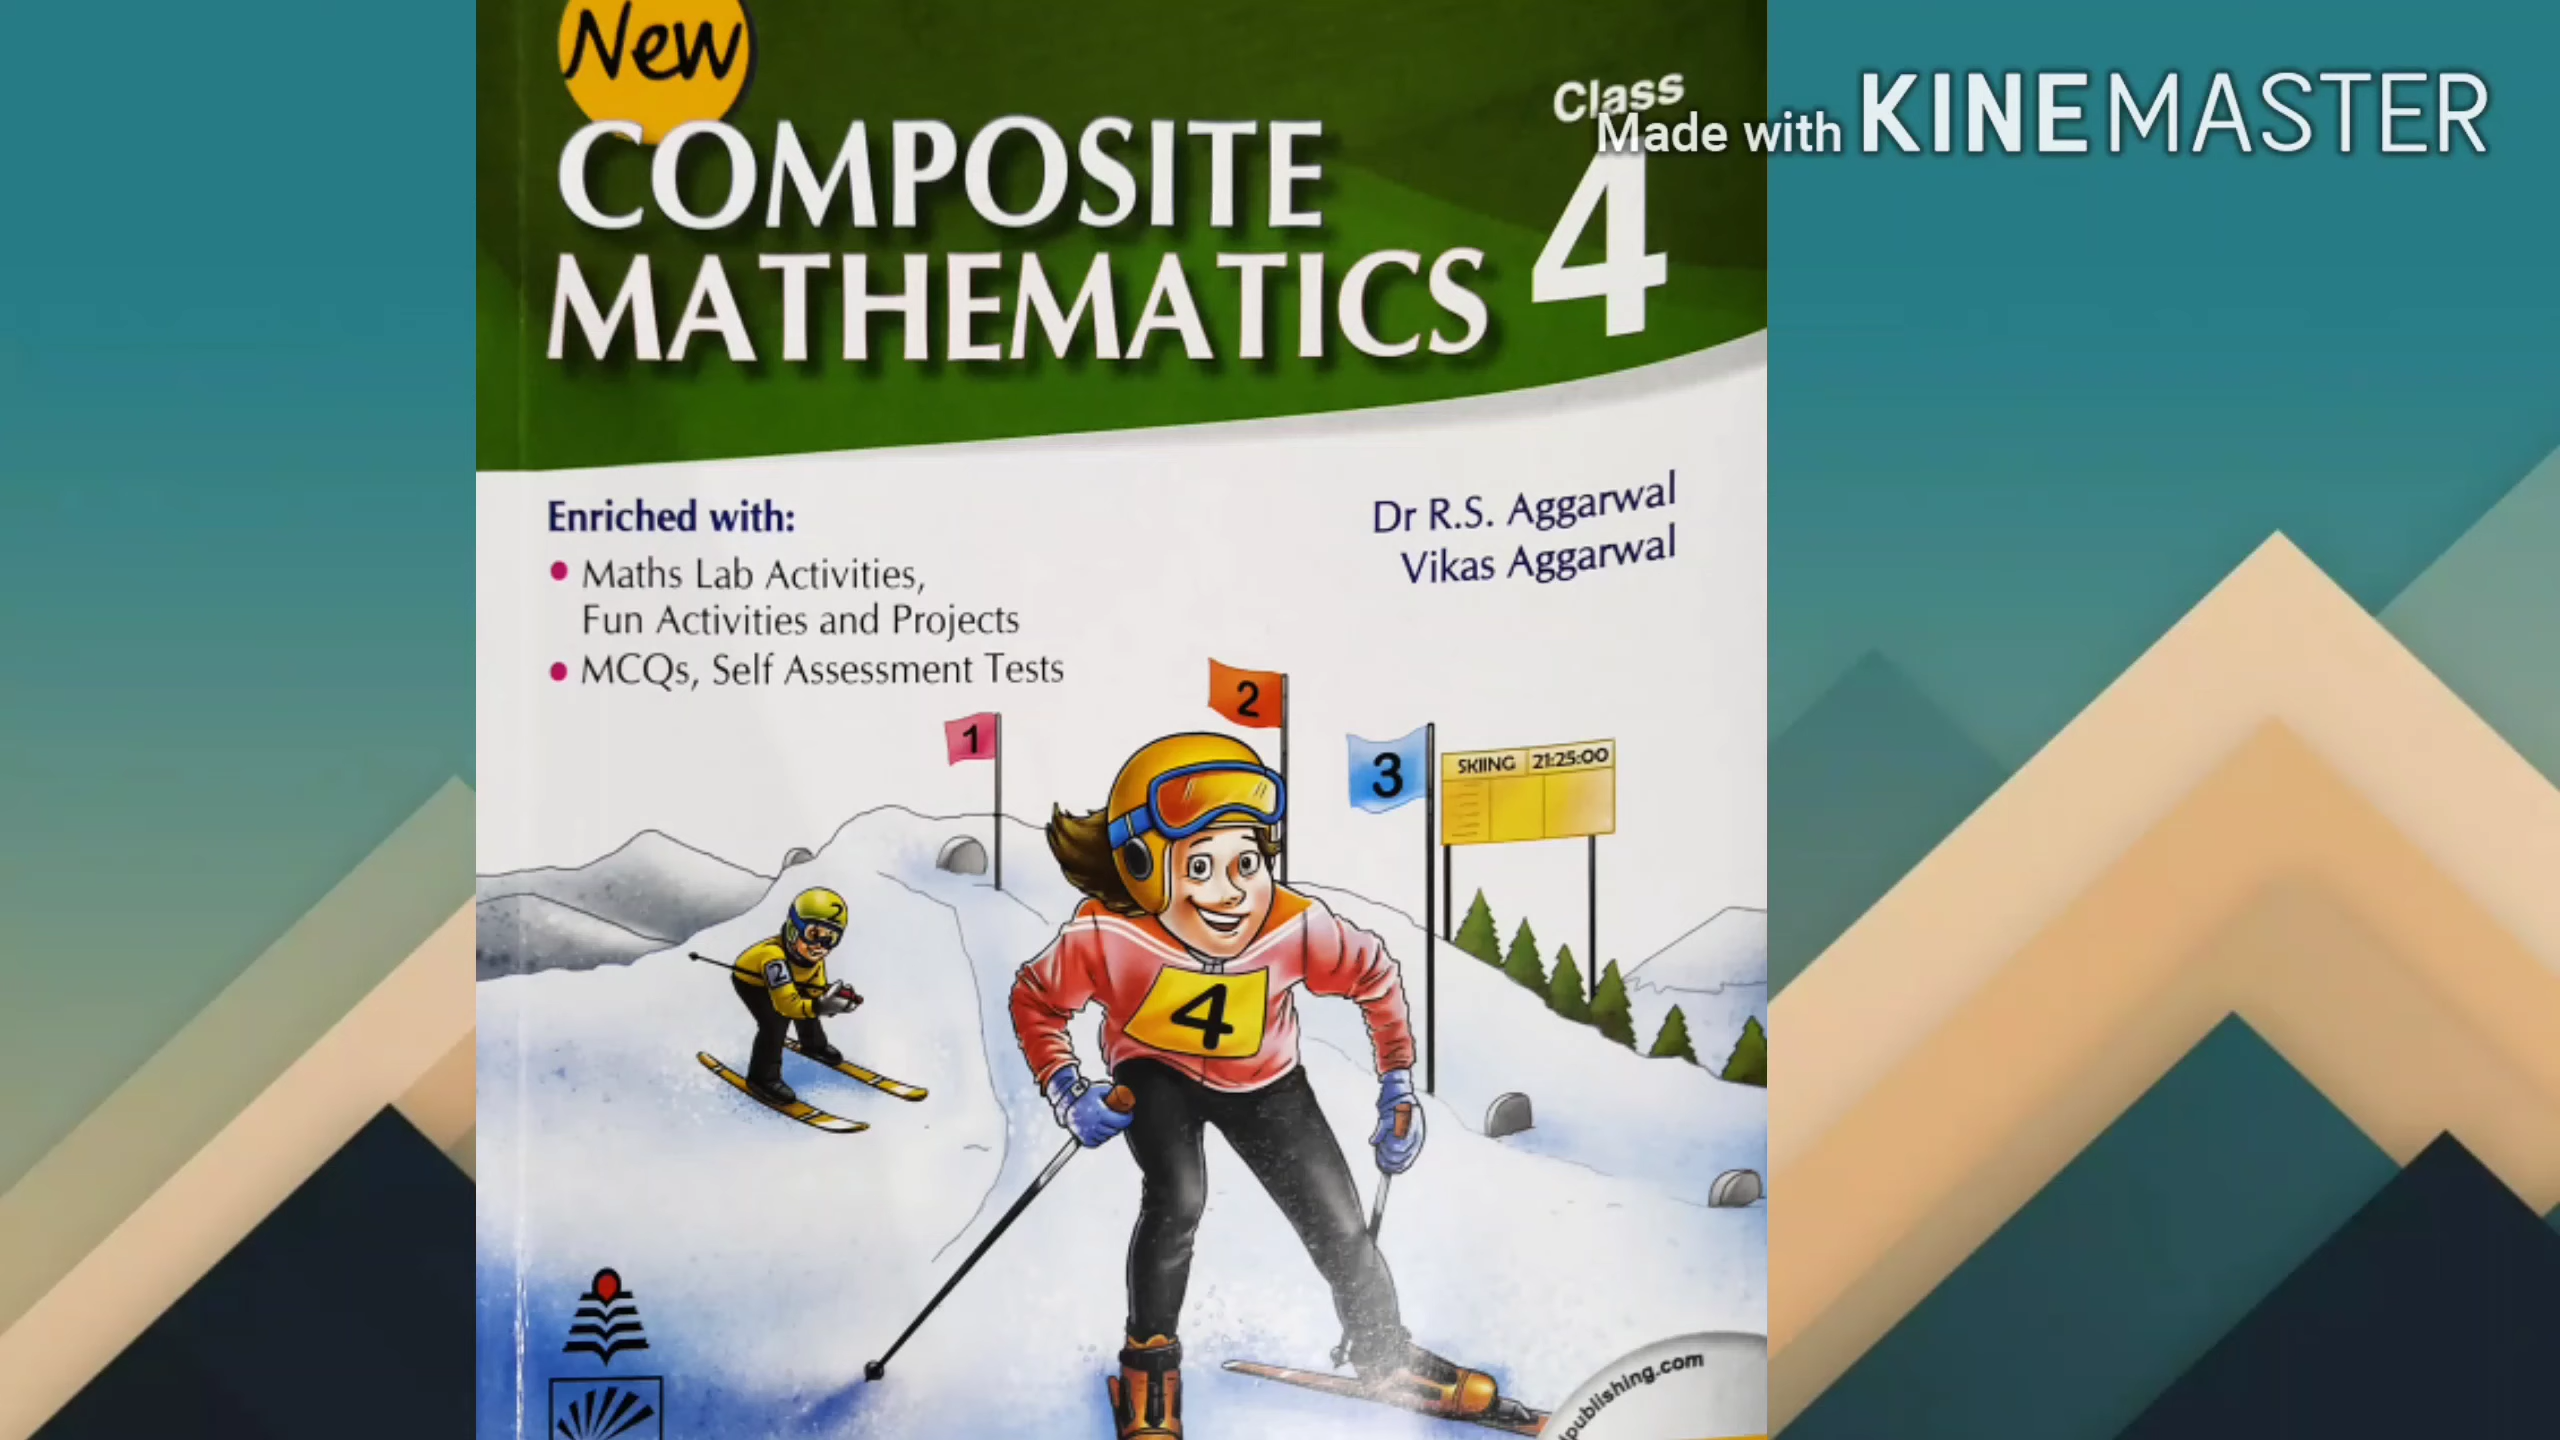 New
Class
Made with KINEMASTER
COMPOSITE
MATHEMATICS 4
Enriched with:
Dr R.S. Aggarwal
Vikas Aggarwal
• Maths Lab Activities,
Fun Activities and Projects
• MCQs, Self Assessment Tests
1
2
3
SKIING 21:25:00
2
2
4
publishing.com